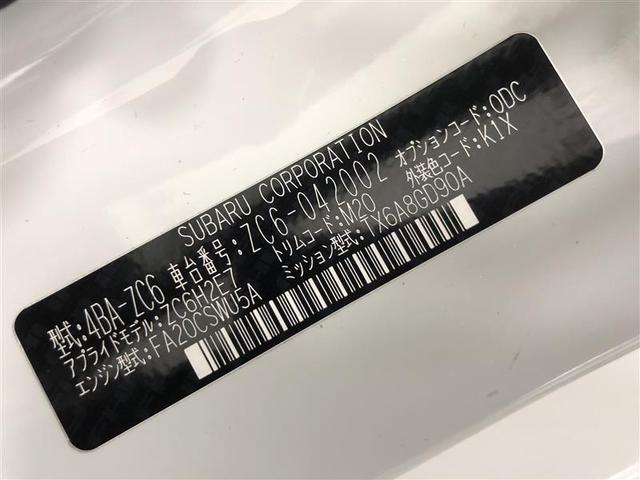 SUBARU CORPORATION
型式:4BA-ZC6 車台番号:ZC6-042002
アプライドモデル:ZC6H2E7 トリムコード:M20 オプションコード:ODC
エンジン型式:FA20CSWU5A ミッション型式:TX6A8GD90A 外装色コード:K1X